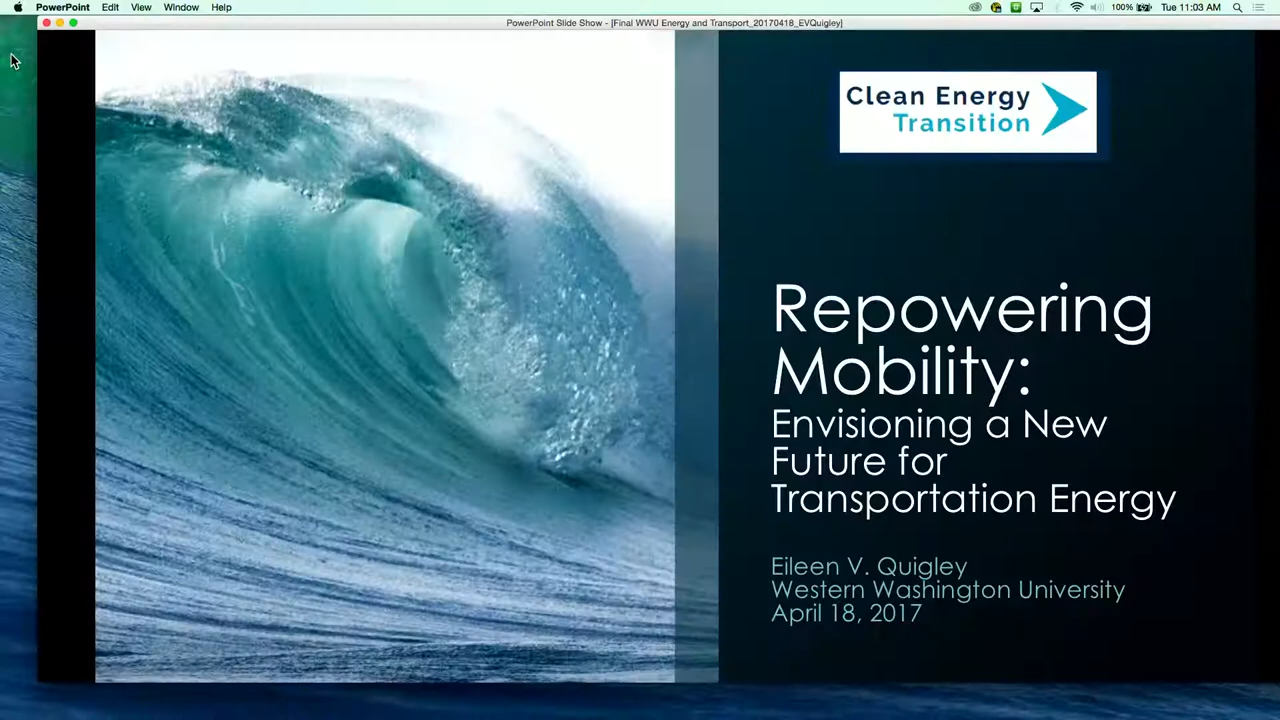 PowerPoint Edit View Window Help 100% Tue 11:03 AM
PowerPoint Slide Show - [Final WWU Energy and Transport_20170418_EVQuigley]
Clean Energy
Transition
Repowering
Mobility:
Envisioning a New
Future for
Transportation Energy
Eileen V. Quigley
Western Washington University
April 18, 2017